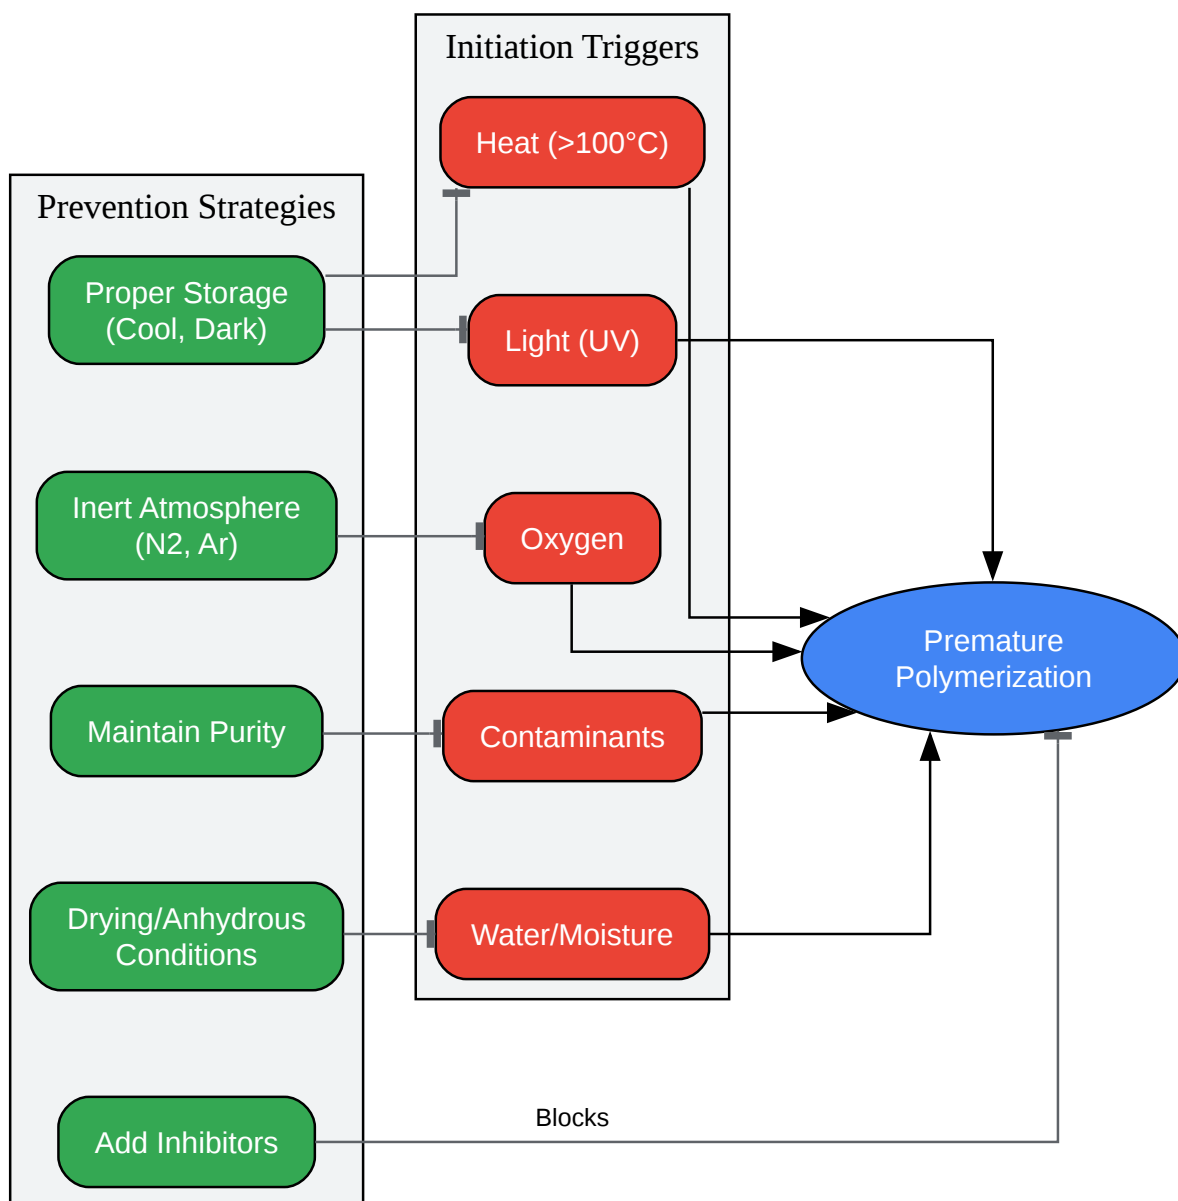 Initiation Triggers
Heat (>100°C)
Prevention Strategies
Proper Storage
(Cool, Dark)
Light (UV)
Inert Atmosphere
(N2, Ar)
Oxygen
Premature
Polymerization
Maintain Purity
Contaminants
Drying/Anhydrous
Conditions
Water/Moisture
Blocks
Add Inhibitors